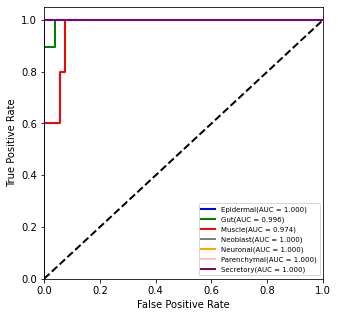 1.0
0.8
0.6
0.4
0.2
0.0
True Positive Rate
Epidermal(AUC = 1.000)
Gut(AUC = 0.996)
Muscle(AUC = 0.974)
Neoblast(AUC = 1.000)
Neuronal(AUC = 1.000)
Parenchymal(AUC = 1.000)
Secretory(AUC = 1.000)
0.0 0.2 0.4 0.6 0.8 1.0
False Positive Rate